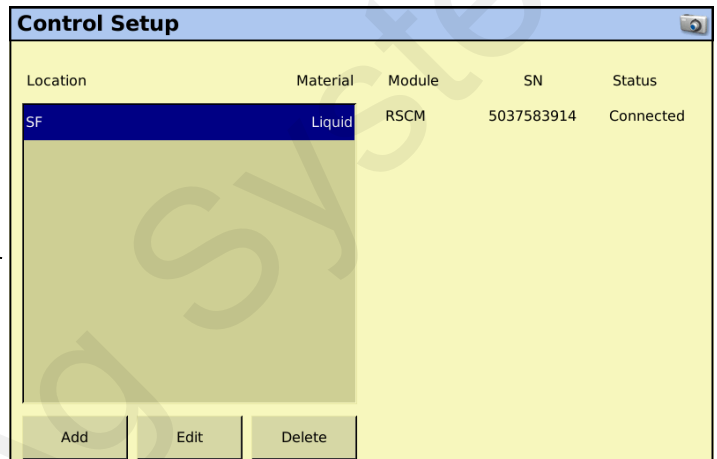 Control Setup
Location Material Module SN Status
SF Liquid RSCM 5037583914 Connected
Add Edit Delete